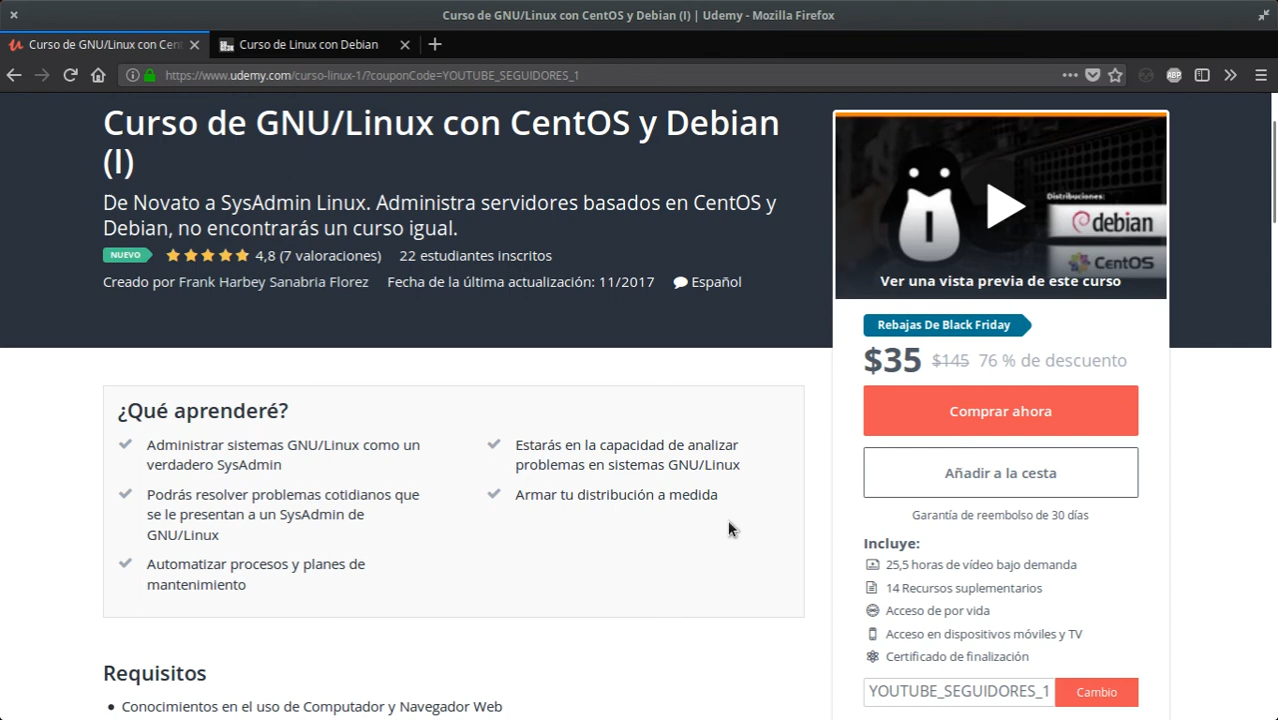 Curso de GNU/Linux con CentOS y Debian (I) | Udemy - Mozilla Firefox
Curso de GNU/Linux con Cent
Curso de Linux con Debian
https://www.udemy.com/curso-linux-1/?couponCode=YOUTUBE_SEGUIDORES_1
ABP
Curso de GNU/Linux con CentOS y Debian
(I)
De Novato a SysAdmin Linux. Administra servidores basados en CentOS y
Debian, no encontrarás un curso igual.
NUEVO 4,8 (7 valoraciones) 22 estudiantes inscritos
Creado por Frank Harbey Sanabria Florez Fecha de la última actualización: 11/2017 Español
Distribuciones:
debian
CentOS
Ver una vista previa de este curso
Rebajas De Black Friday
$35 $145 76 % de descuento
Comprar ahora
Añadir a la cesta
Garantía de reembolso de 30 días
Incluye:
25,5 horas de vídeo bajo demanda
14 Recursos suplementarios
Acceso de por vida
Acceso en dispositivos móviles y TV
Certificado de finalización
YOUTUBE_SEGUIDORES_1 Cambio
¿Qué aprenderé?
Administrar sistemas GNU/Linux como un
verdadero SysAdmin
Podrás resolver problemas cotidianos que
se le presentan a un SysAdmin de
GNU/Linux
Automatizar procesos y planes de
mantenimiento
Estarás en la capacidad de analizar
problemas en sistemas GNU/Linux
Armar tu distribución a medida
Requisitos
Conocimientos en el uso de Computador y Navegador Web